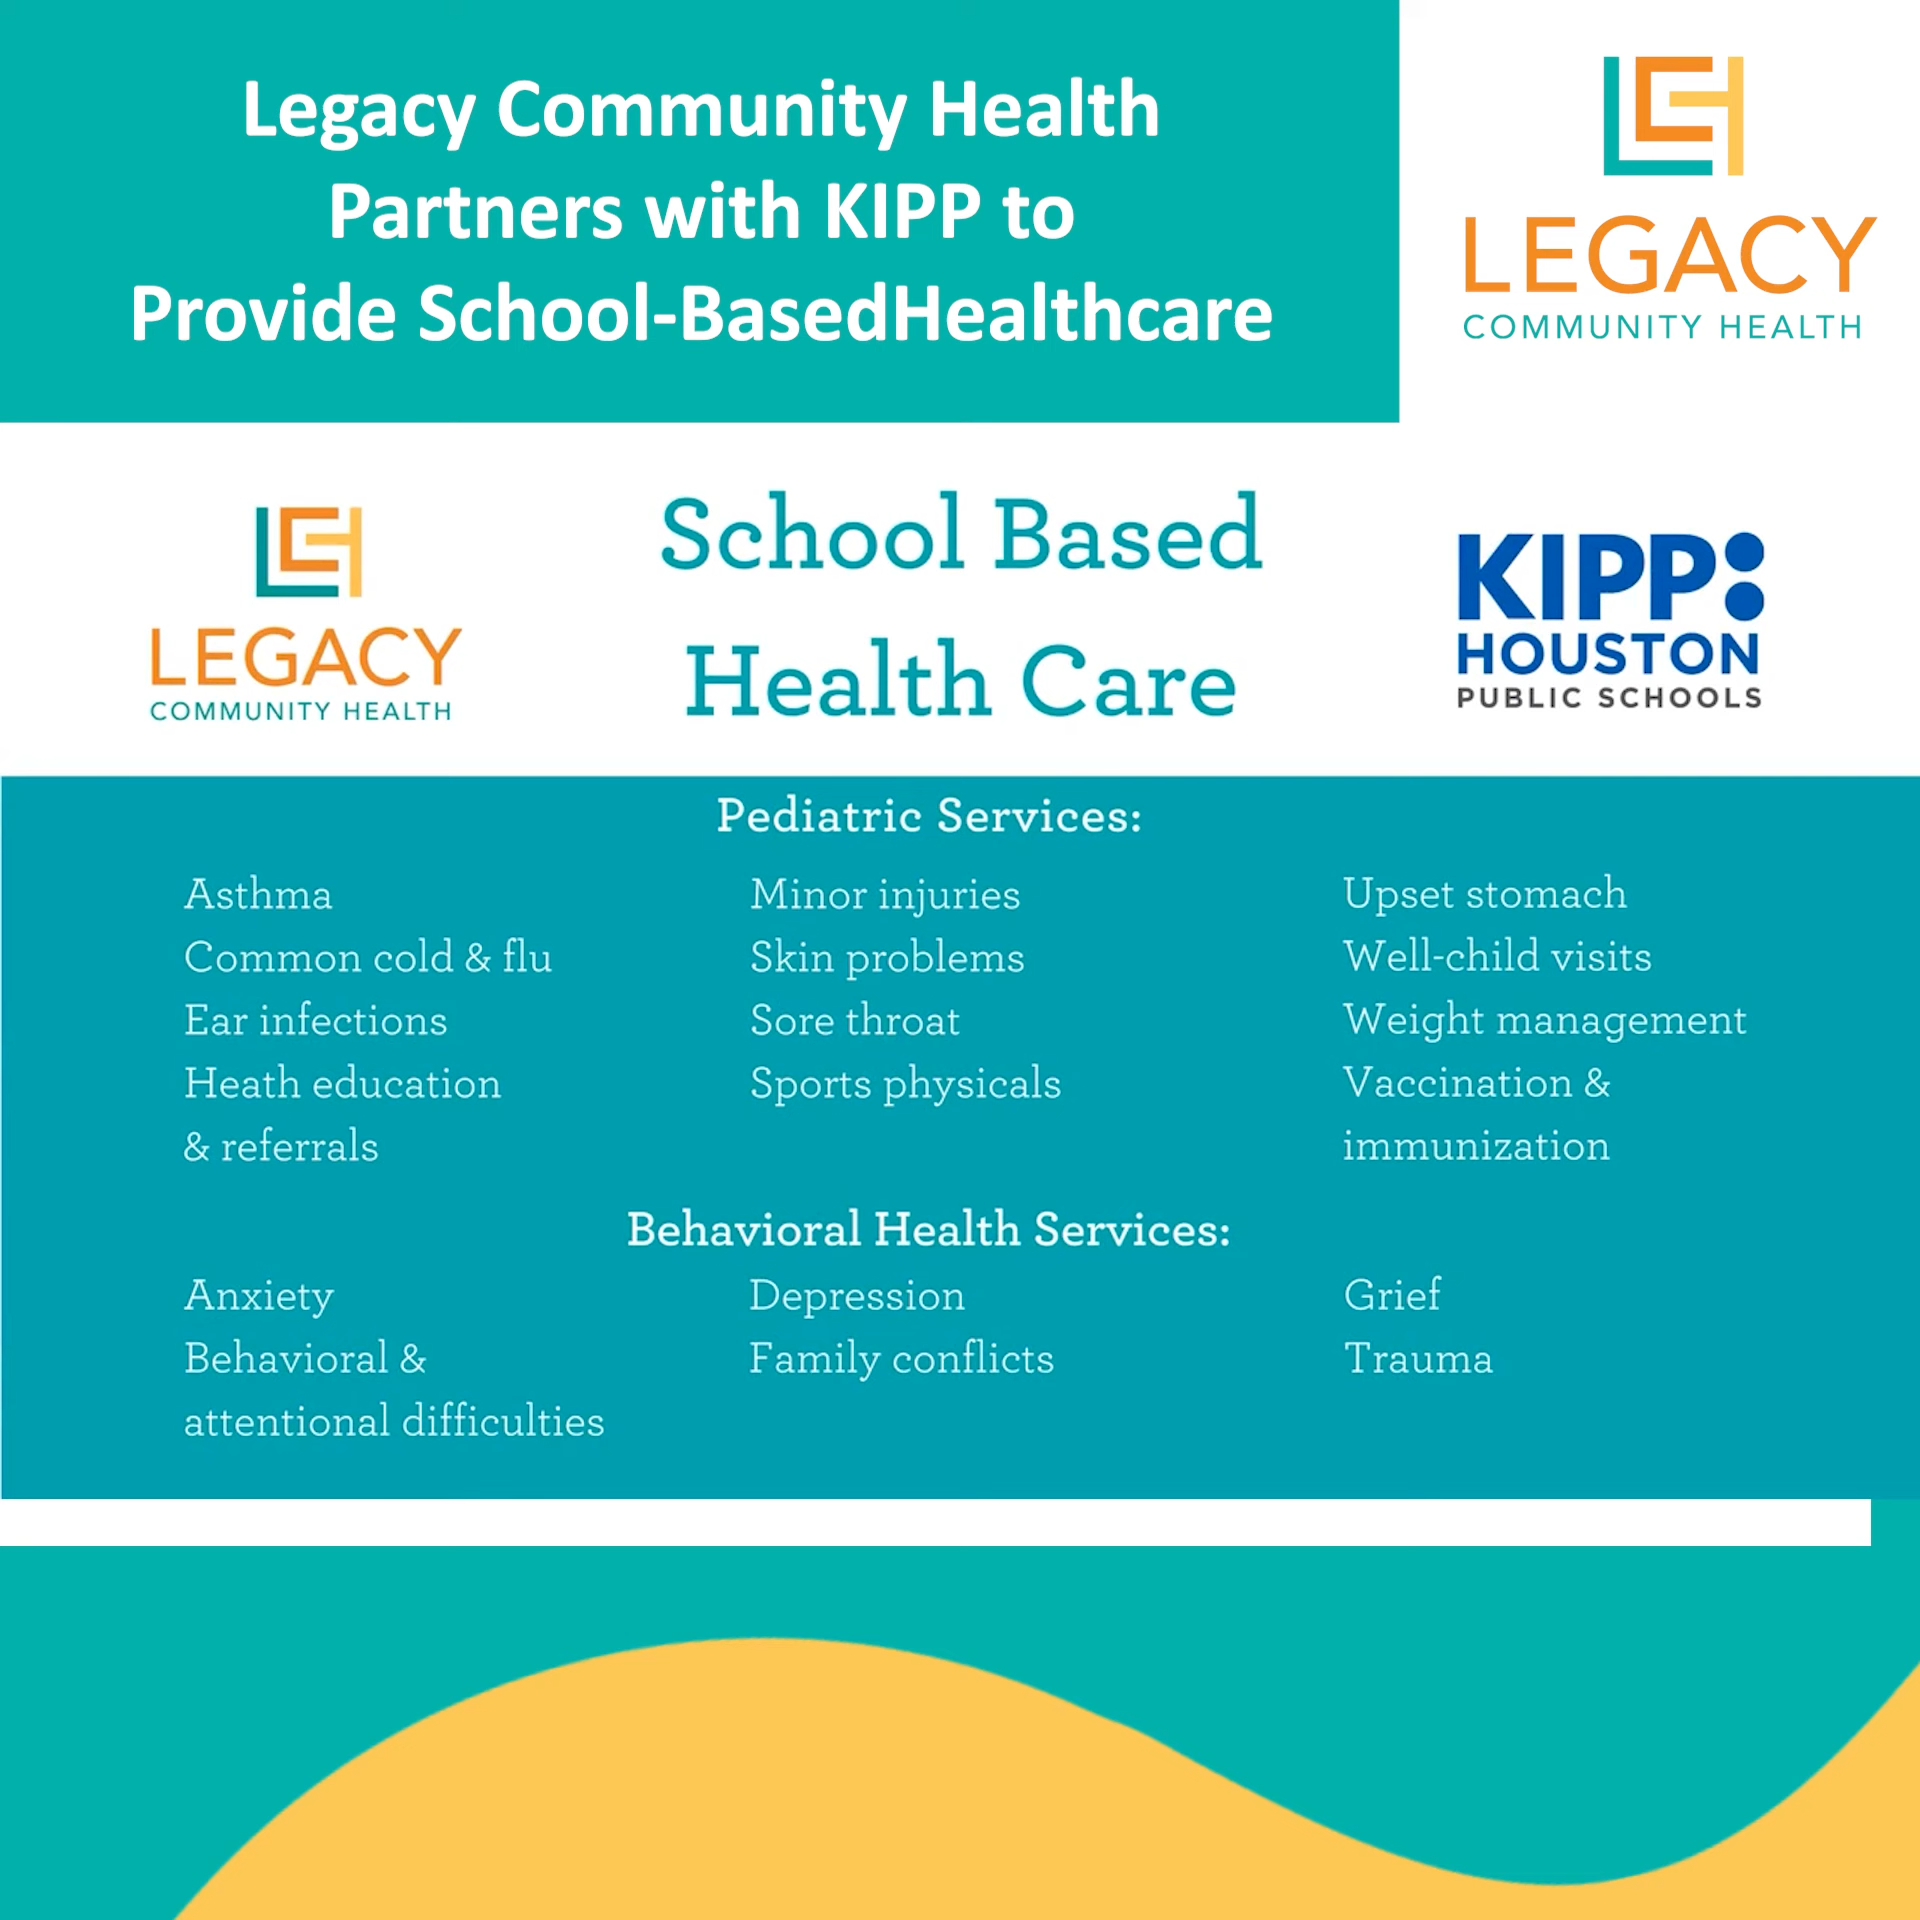 Legacy Community Health
Partners with KIPP to
Provide School-BasedHealthcare
LEGACY
COMMUNITY HEALTH
LEGACY
COMMUNITY HEALTH
School Based
Health Care
KIPP:
HOUSTON
PUBLIC SCHOOLS
Pediatric Services:
Asthma
Common cold & flu
Ear infections
Heath education
& referrals
Minor injuries
Skin problems
Sore throat
Sports physicals
Upset stomach
Well-child visits
Weight management
Vaccination &
immunization
Behavioral Health Services:
Anxiety
Behavioral &
attentional difficulties
Depression
Family conflicts
Grief
Trauma